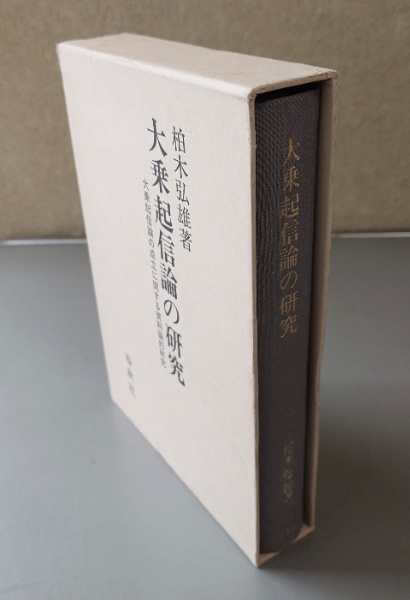 柏木弘雄著
大乗起信論の研究
大乗起信論の成立に関する資料論的研究
春秋社
大乗起信論の研究
柏木弘雄著